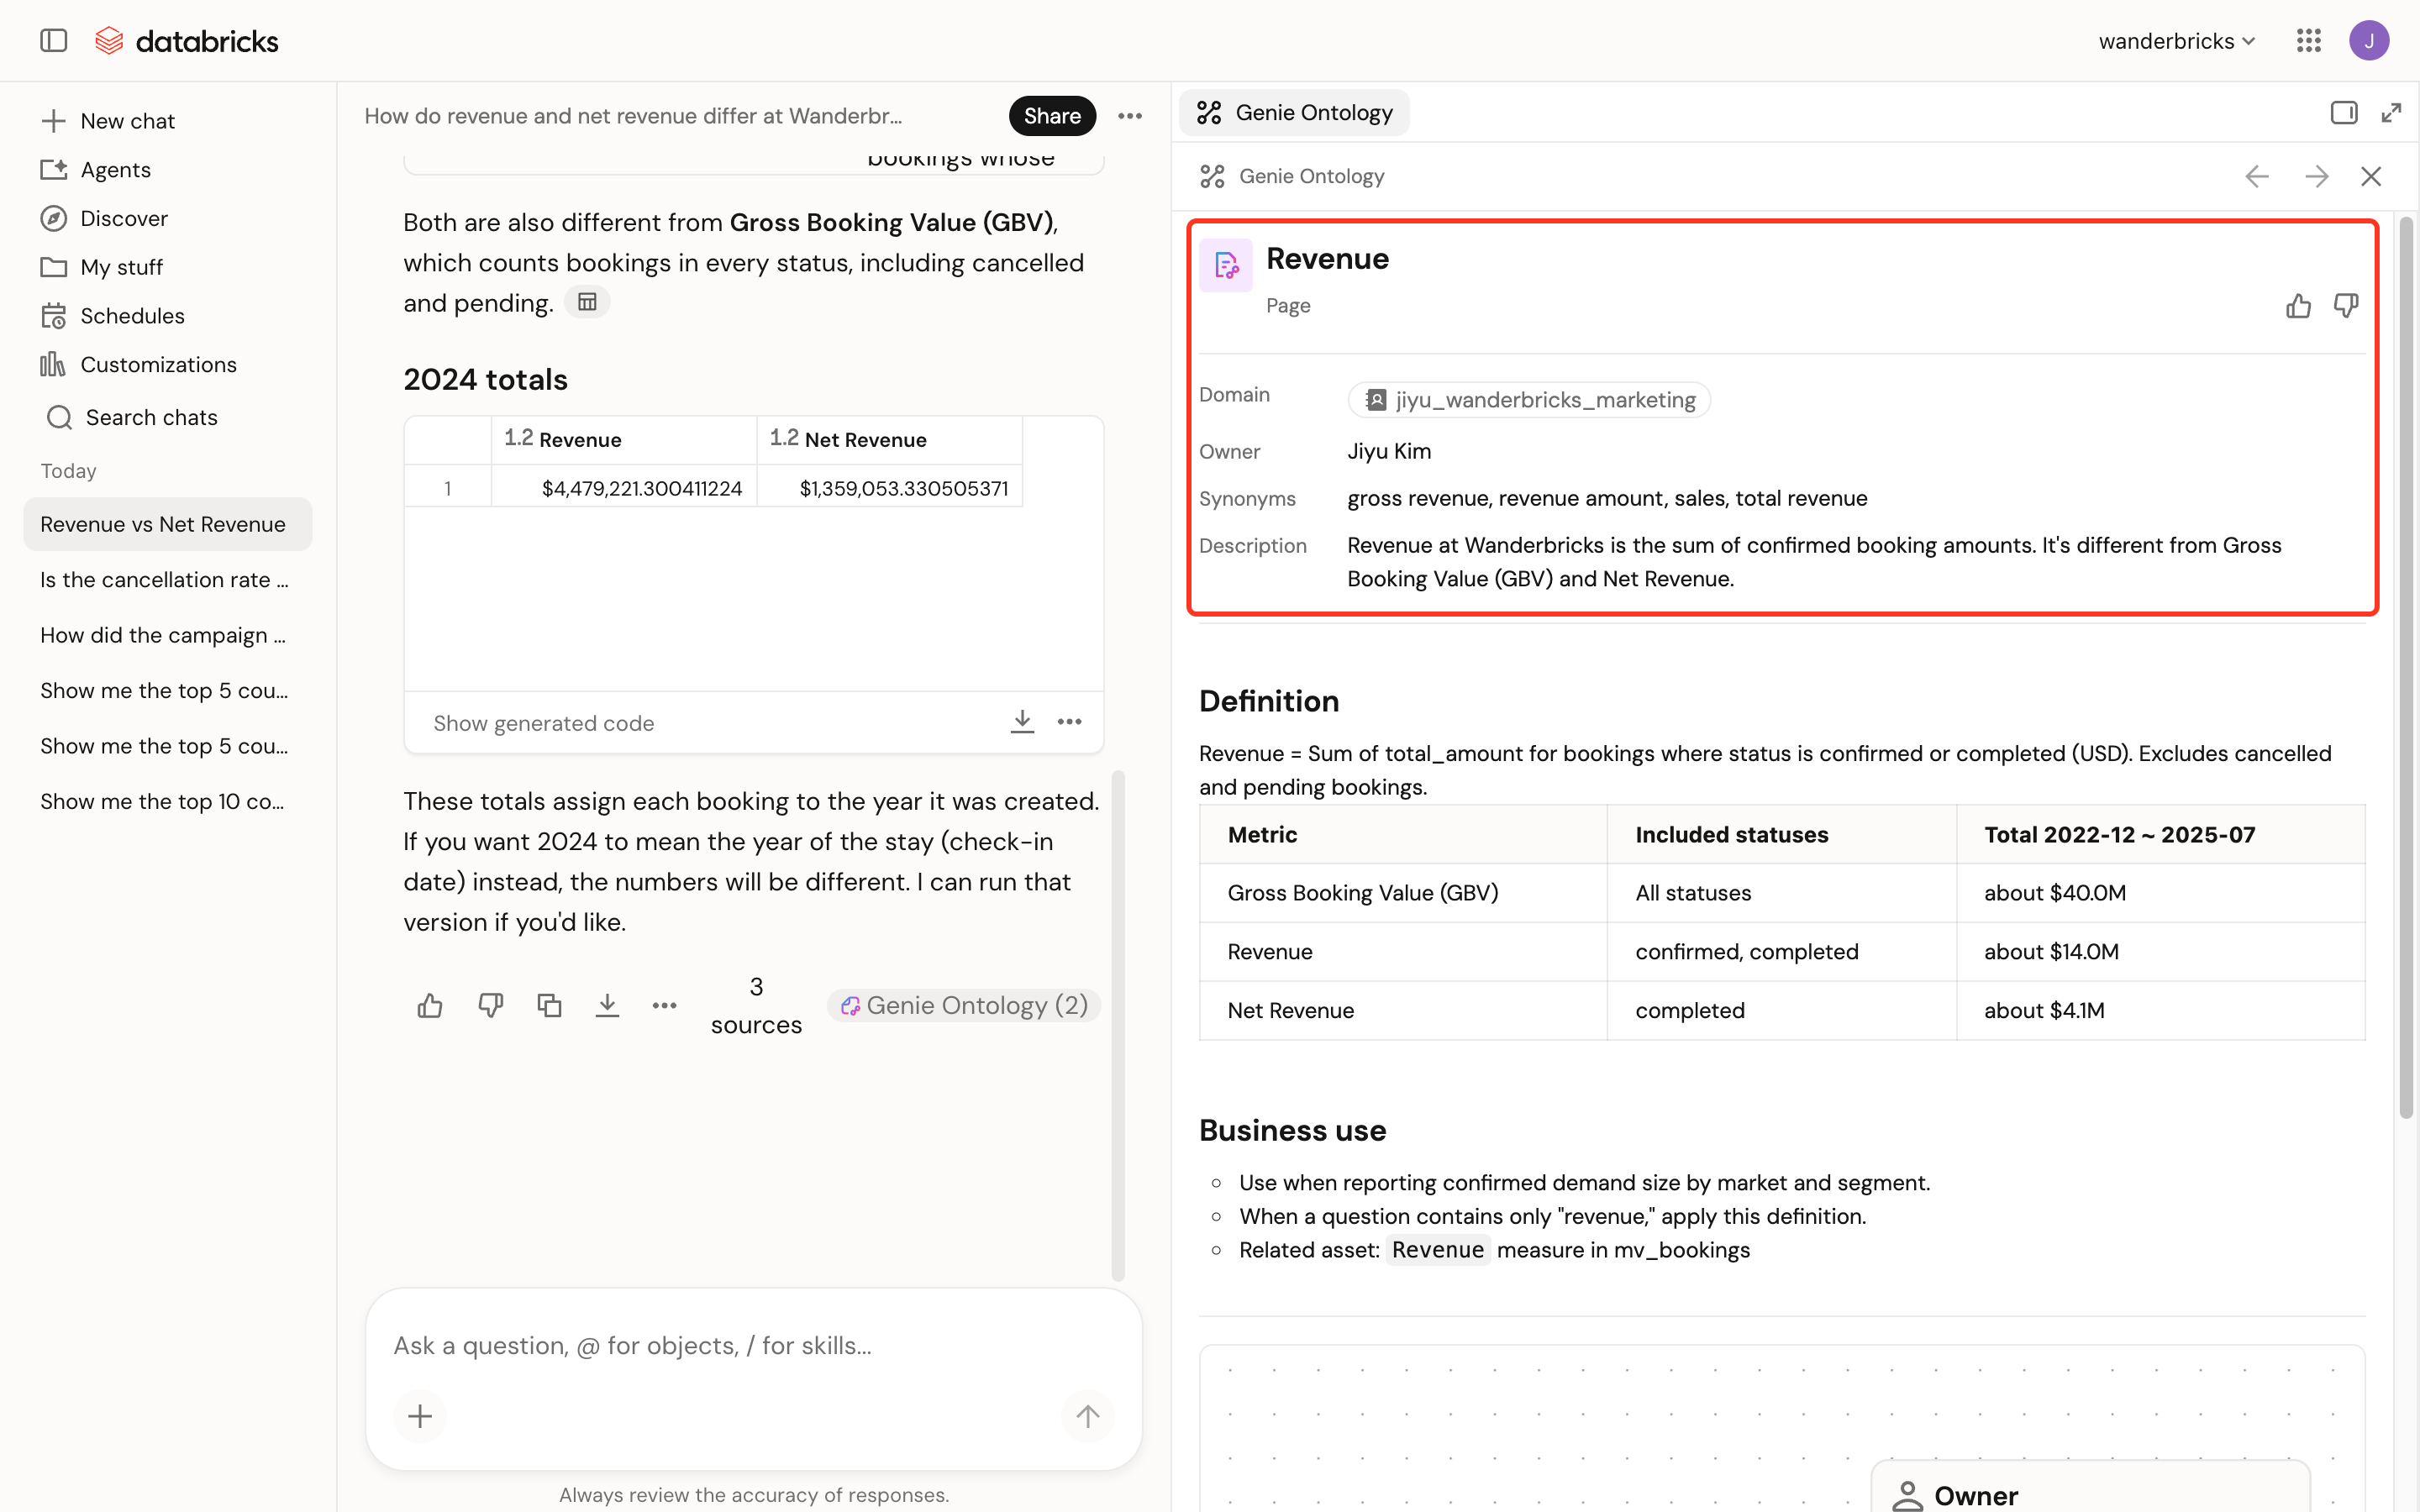 databricks
wanderbricks
J
New chat
Agents
Discover
My stuff
Schedules
Customizations
Search chats
Today
Revenue vs Net Revenue
Is the cancellation rate ...
How did the campaign ...
Show me the top 5 cou...
Show me the top 5 cou...
Show me the top 10 co...
How do revenue and net revenue differ at Wanderbr...
Share
bookings whose
Both are also different from Gross Booking Value (GBV),
which counts bookings in every status, including cancelled
and pending.
2024 totals
1.2 Revenue
1.2 Net Revenue
1
$4,479,221.300411224
$1,359,053.330505371
Show generated code
These totals assign each booking to the year it was created.
If you want 2024 to mean the year of the stay (check-in
date) instead, the numbers will be different. I can run that
version if you'd like.
3
sources
Genie Ontology (2)
Ask a question, @ for objects, / for skills...
Always review the accuracy of responses.
Genie Ontology
Genie Ontology
Revenue
Page
Domain
jiyu_wanderbricks_marketing
Owner
Jiyu Kim
Synonyms
gross revenue, revenue amount, sales, total revenue
Description
Revenue at Wanderbricks is the sum of confirmed booking amounts. It's different from Gross
Booking Value (GBV) and Net Revenue.
Definition
Revenue = Sum of total_amount for bookings where status is confirmed or completed (USD). Excludes cancelled
and pending bookings.
Metric
Included statuses
Total 2022-12 ~ 2025-07
Gross Booking Value (GBV)
All statuses
about $40.0M
Revenue
confirmed, completed
about $14.0M
Net Revenue
completed
about $4.1M
Business use
Use when reporting confirmed demand size by market and segment.
When a question contains only "revenue," apply this definition.
Related asset: Revenue measure in mv_bookings
Owner